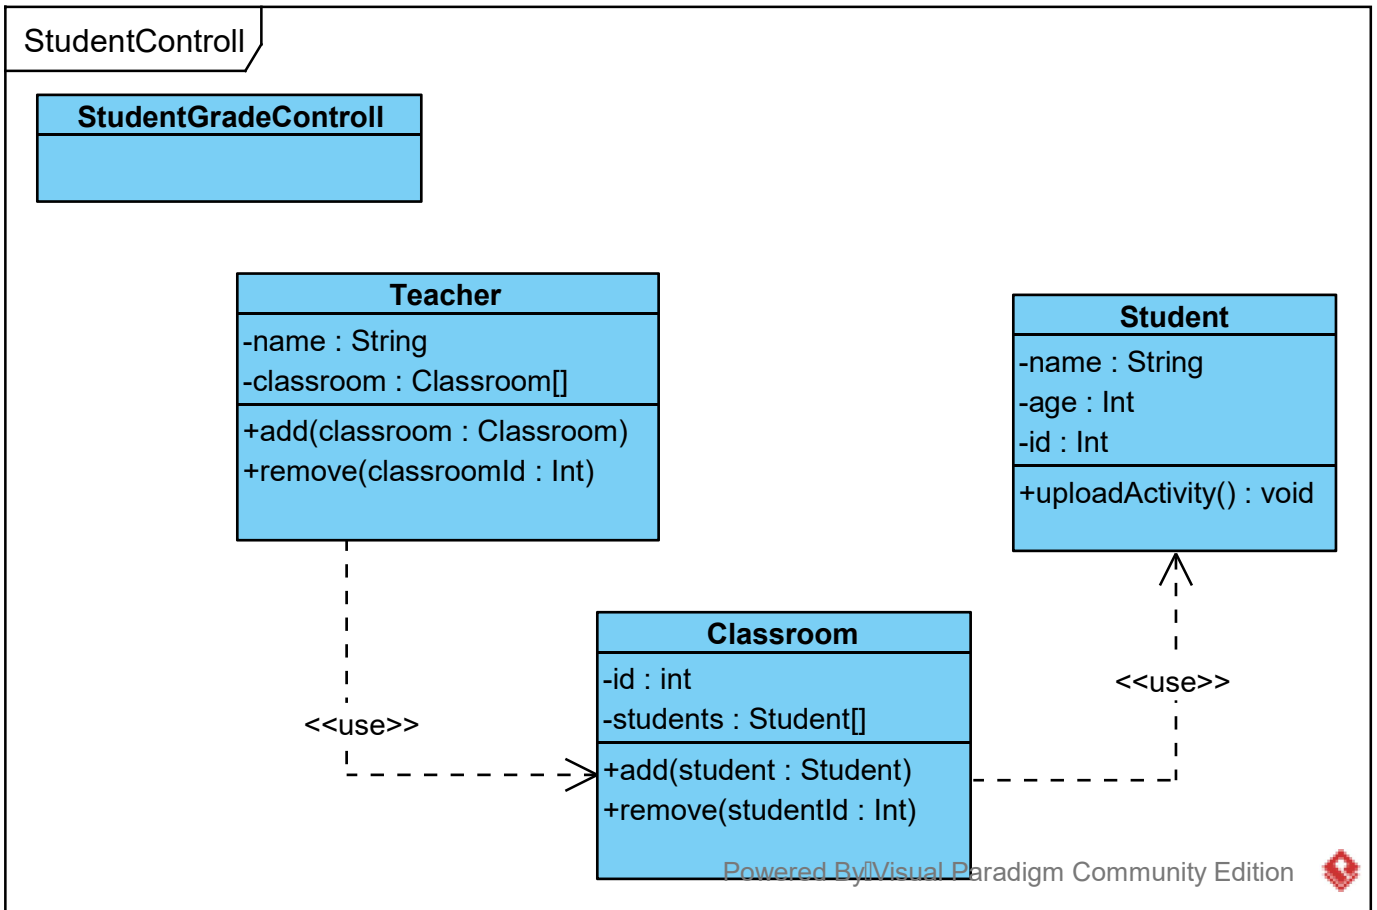 StudentControll
StudentGradeControll
Teacher
-name : String
-classroom : Classroom[]
+add(classroom : Classroom)
+remove(classroomId : Int)
Student
-name : String
-age : Int
-id : Int
+uploadActivity() : void
<<use>>
<<use>>
Classroom
-id : int
-students : Student[]
+add(student : Student)
+remove(studentId : Int)
Powered By Visual Paradigm Community Edition